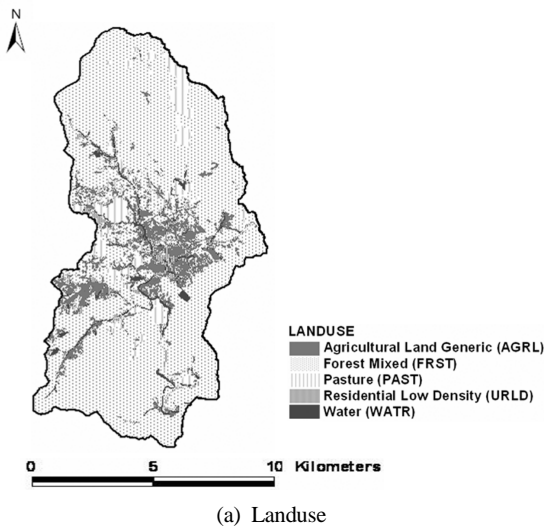 N
LANDUSE
Agricultural Land Generic (AGRL)
Forest Mixed (FRST)
Pasture (PAST)
Residential Low Density (URLD)
Water (WATR)
0 5 10 Kilometers
(a) Landuse